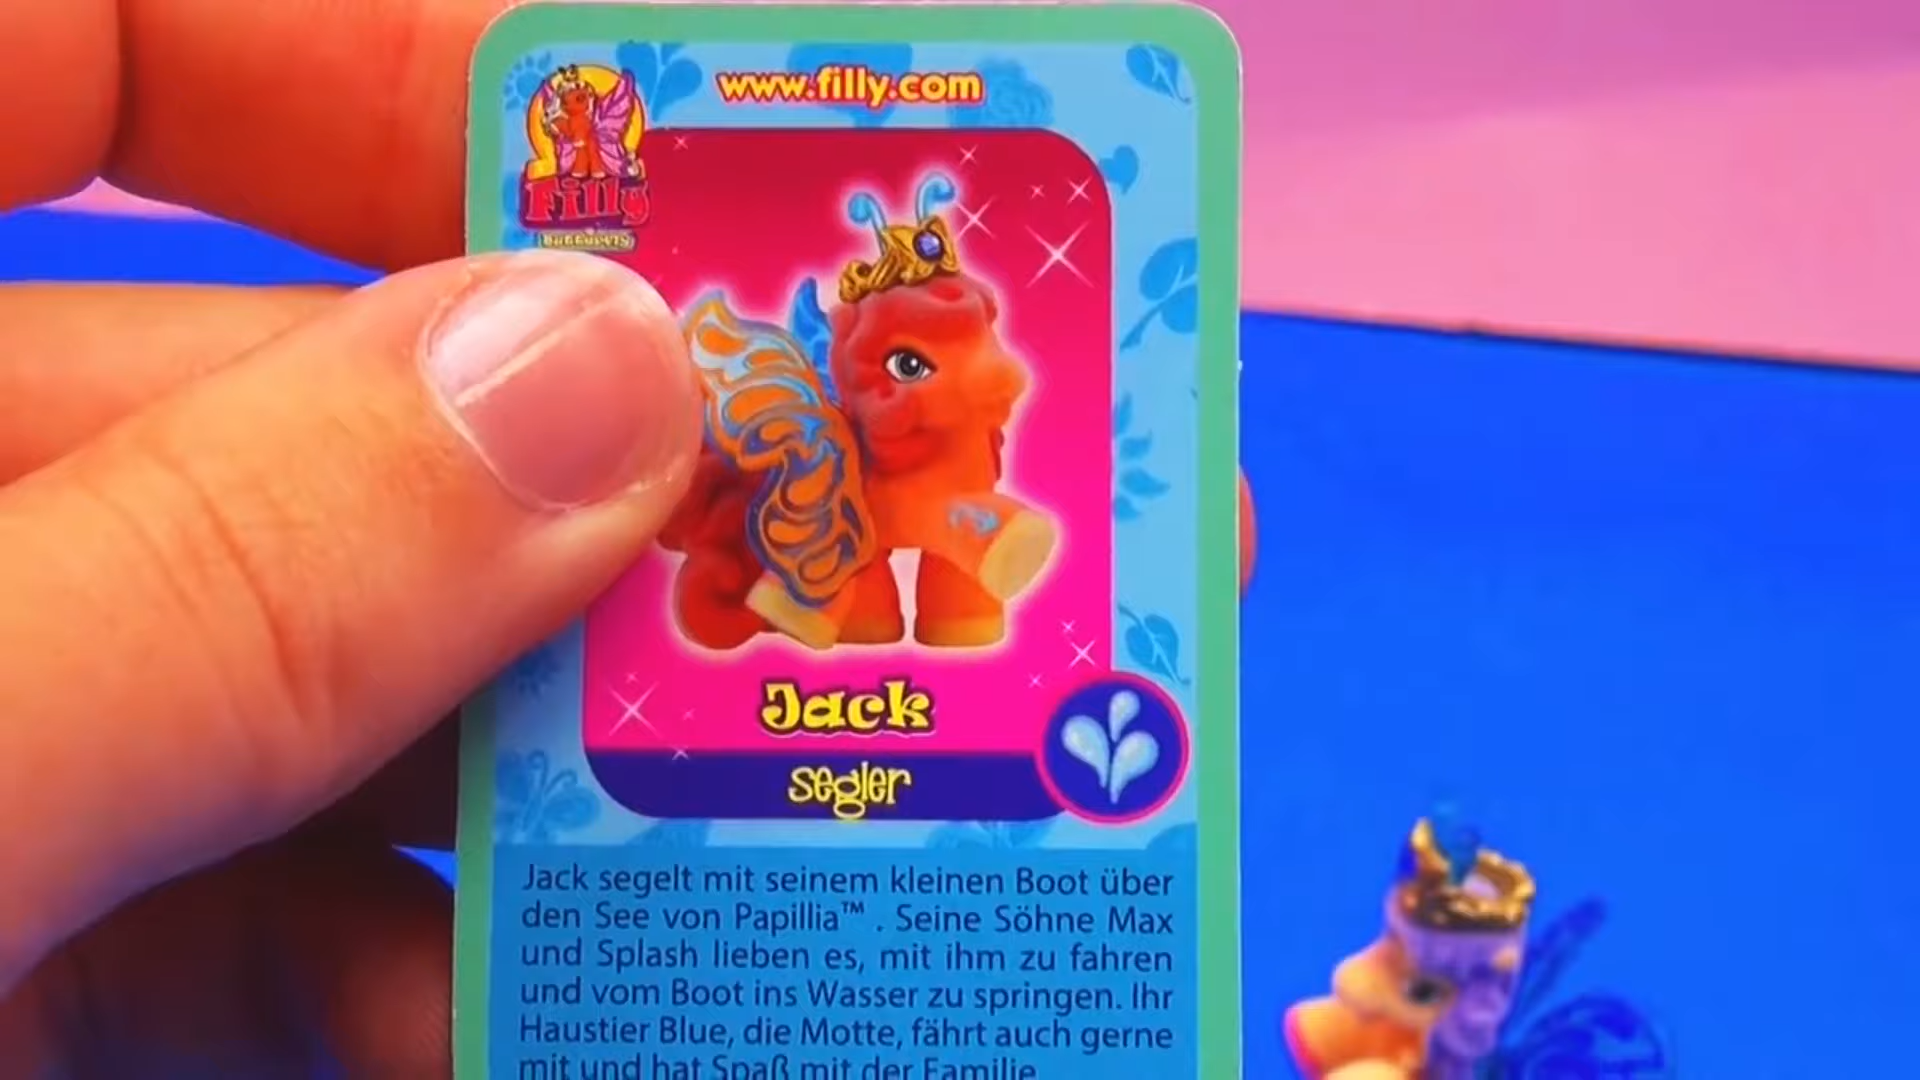 www.filly.com
Filly
Butterfly
Jack
segler
Jack segelt mit seinem kleinen Boot über
den See von Papillia™ . Seine Söhne Max
und Splash lieben es, mit ihm zu fahren
und vom Boot ins Wasser zu springen. Ihr
Haustier Blue, die Motte, fährt auch gerne
mit und hat Spaß mit der Familie